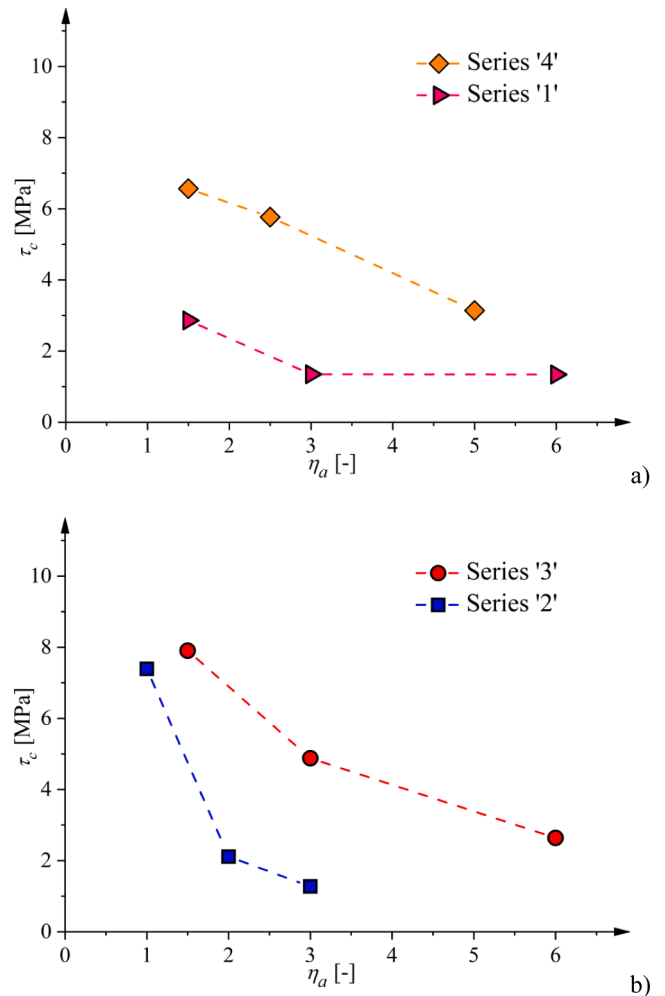 10
8
6
4
2
0
τc [MPa]
Series '4'
Series '1'
0 1 2 3 4 5 6
ηa [-]
a)
10
8
6
4
2
0
τc [MPa]
Series '3'
Series '2'
0 1 2 3 4 5 6
ηa [-]
b)